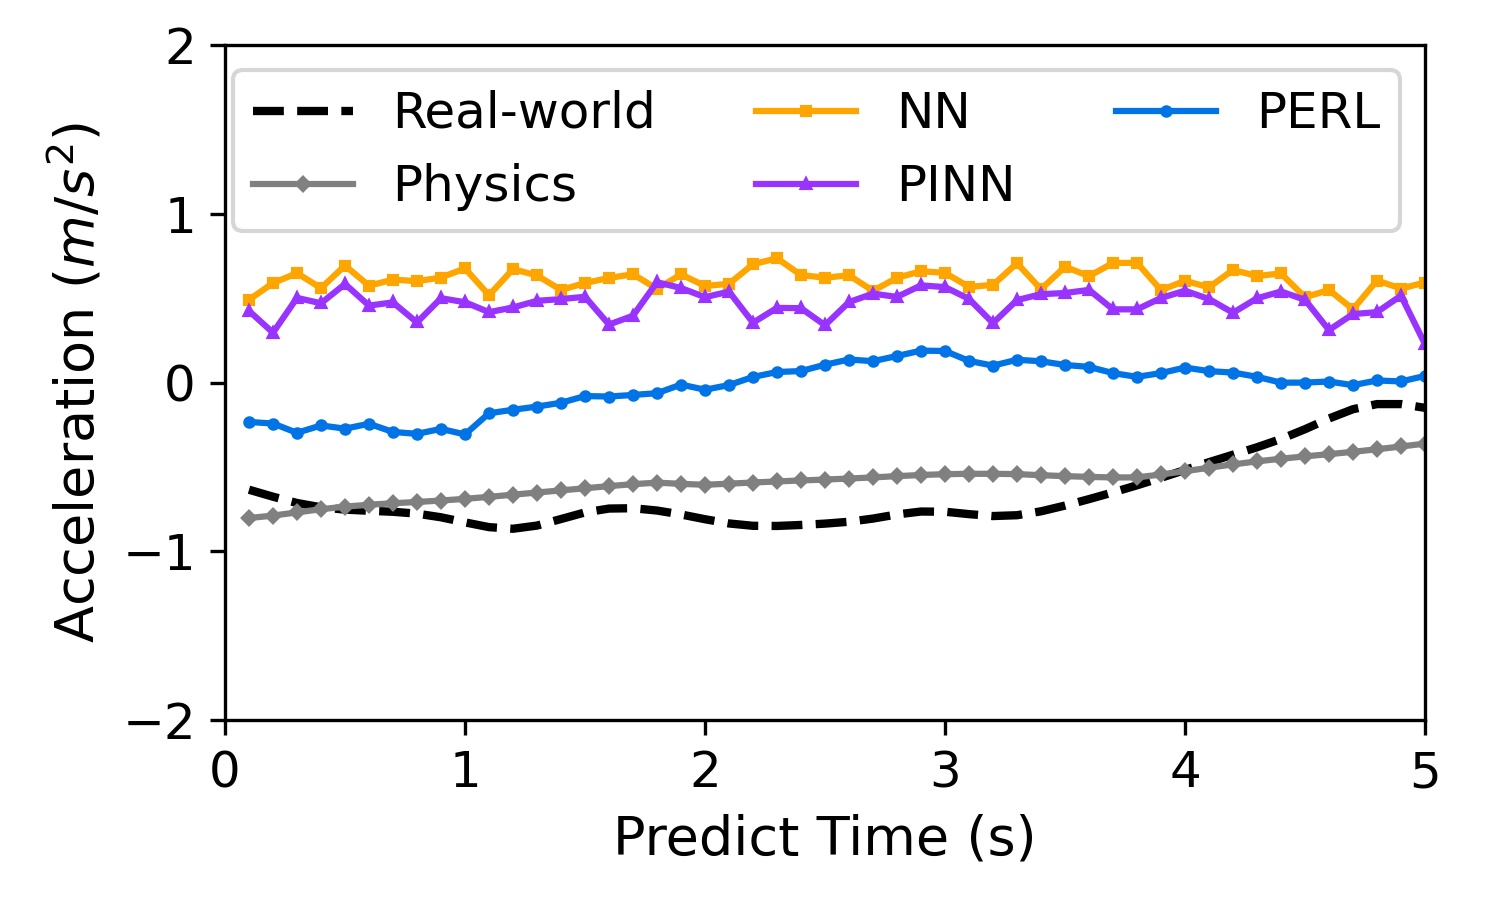 2
1
0
−1
−2
Acceleration (m/s²)
Real-world
Physics
NN
PINN
PERL
0 1 2 3 4 5
Predict Time (s)